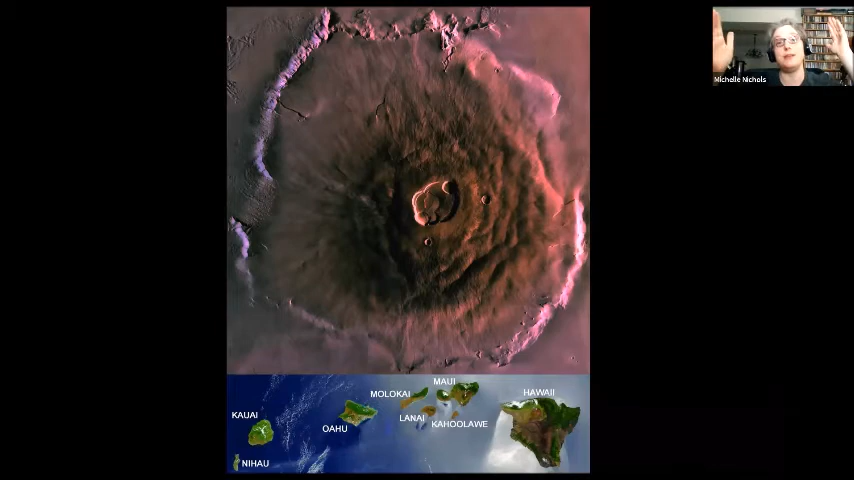 Michelle Nichols
MAUI
MOLOKAI
HAWAII
KAUAI
LANAI
KAHOOLAWE
OAHU
NIHAU